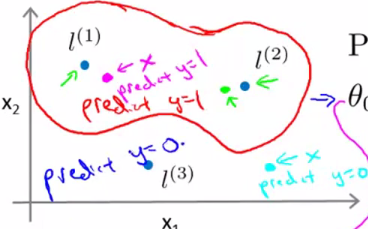 l(1)
← x
predict y=1
l(2)
P
predict y=1
θ0
x2
predict y=0.
l(3)
← x
predict y=0
x1